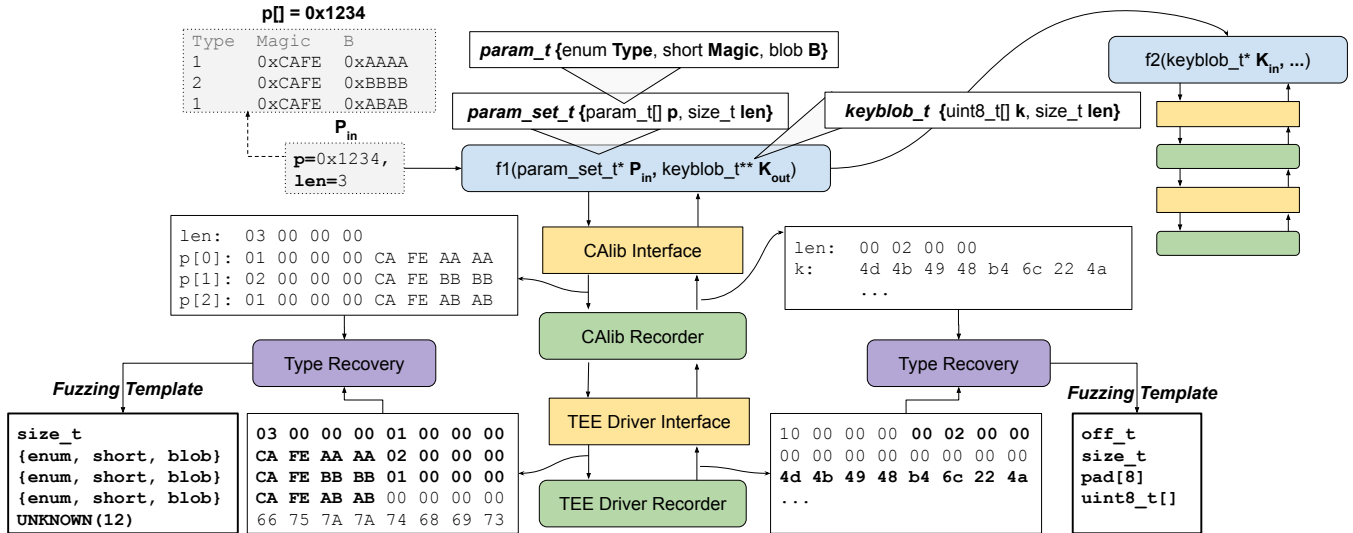 p[] = 0x1234
Type Magic B
1 0xCAFE 0xAAAA
2 0xCAFE 0xBBBB
1 0xCAFE 0xABAB
param_t {enum Type, short Magic, blob B}
param_set_t {param_t[] p, size_t len}
keyblob_t {uint8_t[] k, size_t len}
f2(keyblob_t* Kin, ...)
Pin
p=0x1234,
len=3
f1(param_set_t* Pin, keyblob_t** Kout)
len: 03 00 00 00
p[0]: 01 00 00 00 CA FE AA AA
p[1]: 02 00 00 00 CA FE BB BB
p[2]: 01 00 00 00 CA FE AB AB
CAlib Interface
len: 00 02 00 00
k: 4d 4b 49 48 b4 6c 22 4a
...
CAlib Recorder
Type Recovery
Type Recovery
Fuzzing Template
Fuzzing Template
size_t
{enum, short, blob}
{enum, short, blob}
{enum, short, blob}
UNKNOWN(12)
03 00 00 00 01 00 00 00
CA FE AA AA 02 00 00 00
CA FE BB BB 01 00 00 00
CA FE AB AB 00 00 00 00
66 75 7A 7A 74 68 69 73
TEE Driver Interface
TEE Driver Recorder
10 00 00 00 00 02 00 00
00 00 00 00 00 00 00 00
4d 4b 49 48 b4 6c 22 4a
...
off_t
size_t
pad[8]
uint8_t[]